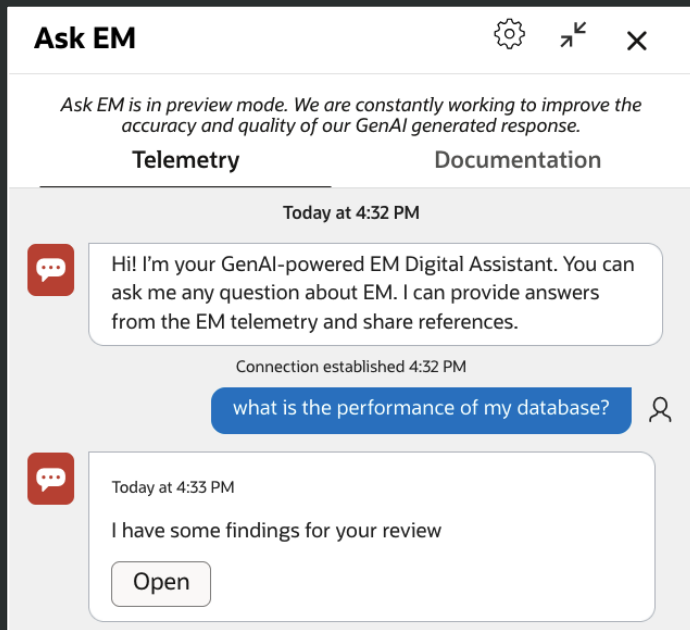 Ask EM
Ask EM is in preview mode. We are constantly working to improve the
accuracy and quality of our GenAI generated response.
Telemetry
Documentation
Today at 4:32 PM
Hi! I'm your GenAI-powered EM Digital Assistant. You can
ask me any question about EM. I can provide answers
from the EM telemetry and share references.
Connection established 4:32 PM
what is the performance of my database?
Today at 4:33 PM
I have some findings for your review
Open